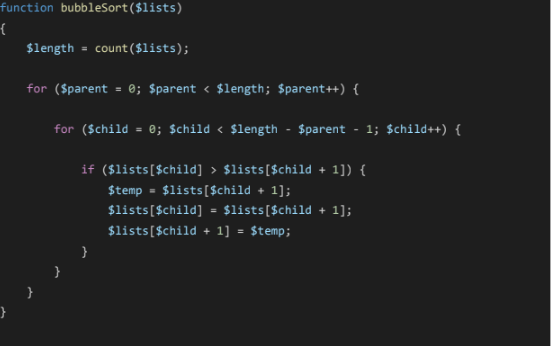 function bubbleSort($lists)
{
    $length = count($lists);
    for ($parent = 0; $parent < $length; $parent++) {
        for ($child = 0; $child < $length - $parent - 1; $child++) {
            if ($lists[$child] > $lists[$child + 1]) {
                $temp = $lists[$child + 1];
                $lists[$child] = $lists[$child + 1];
                $lists[$child + 1] = $temp;
            }
        }
    }
}